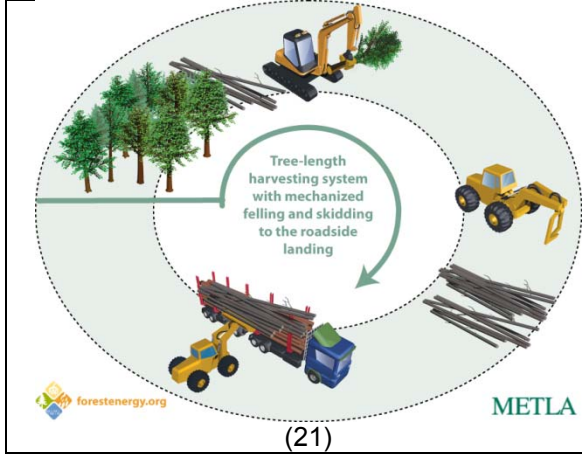 Tree-length
harvesting system
with mechanized
felling and skidding
to the roadside
landing
forestenergy.org
METLA
(21)